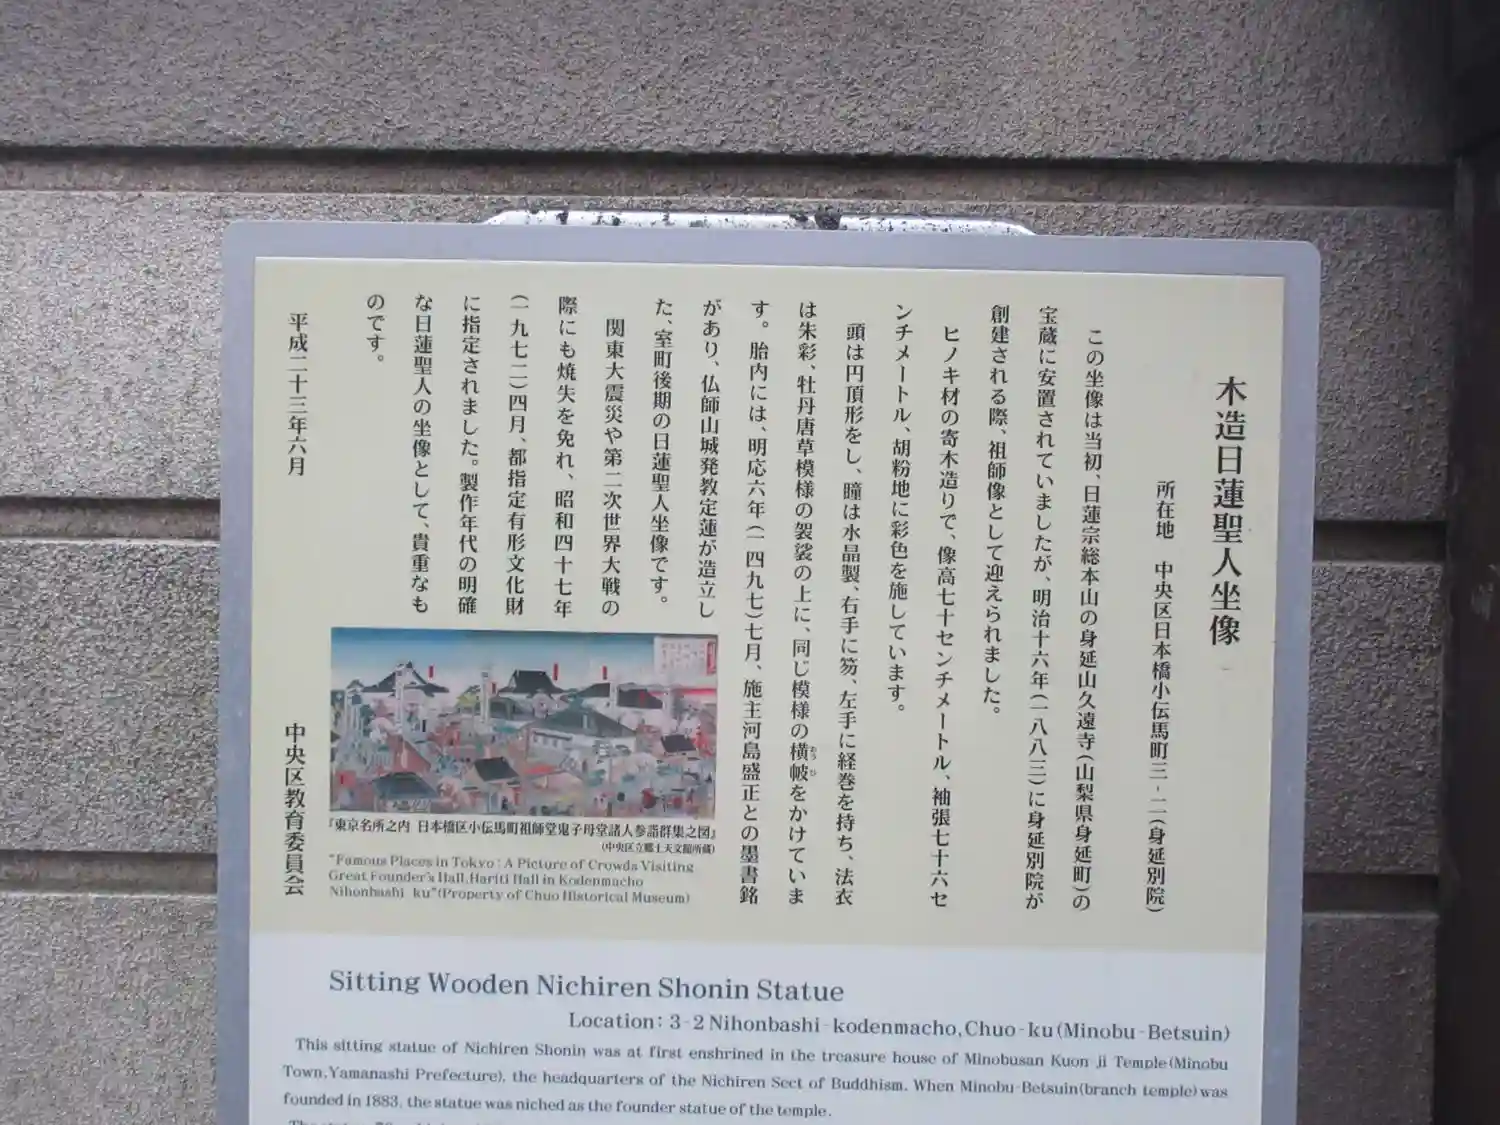 木造日蓮聖人坐像
所在地 中央区日本橋小伝馬町三-二(身延別院)
この坐像は当初、日蓮宗総本山の身延山久遠寺(山梨県身延町)の
宝蔵に安置されていましたが、明治十六年(一八八三)に身延別院が
創建される際、祖師像として迎えられました。
ヒノキ材の寄木造りで、像高七十センチメートル、袖張七十六セ
ンチメートル、胡粉地に彩色を施しています。
頭は円頂形をし、瞳は水晶製、右手に笏、左手に経巻を持ち、法衣
は朱彩、牡丹唐草模様の袈裟の上に、同じ模様の横帔をかけていま
おうひ
す。胎内には、明応六年(一四九七)七月、施主河島盛正との墨書銘
があり、仏師山城発教定蓮が造立し
た、室町後期の日蓮聖人坐像です。
関東大震災や第二次世界大戦の
際にも焼失を免れ、昭和四十七年
(一九七二)四月、都指定有形文化財
に指定されました。製作年代の明確
な日蓮聖人の坐像として、貴重なも
のです。
平成二十三年六月
中央区教育委員会
『東京名所之内 日本橋区小伝馬町祖師堂鬼子母堂諸人参詣群集之図』
(中央区立郷土天文館所蔵)
"Famous Places in Tokyo : A Picture of Crowds Visiting
Great Founder's Hall,Hariti Hall in Kodenmacho
Nihonbashi ku"(Property of Chuo Historical Museum)
Sitting Wooden Nichiren Shonin Statue
Location: 3-2 Nihonbashi-kodenmacho,Chuo-ku(Minobu-Betsuin)
This sitting statue of Nichiren Shonin was at first enshrined in the treasure house of Minobusan Kuon ji Temple(Minobu
Town,Yamanashi Prefecture), the headquarters of the Nichiren Sect of Buddhism. When Minobu-Betsuin(branch temple)was
founded in 1883, the statue was niched as the founder statue of the temple.